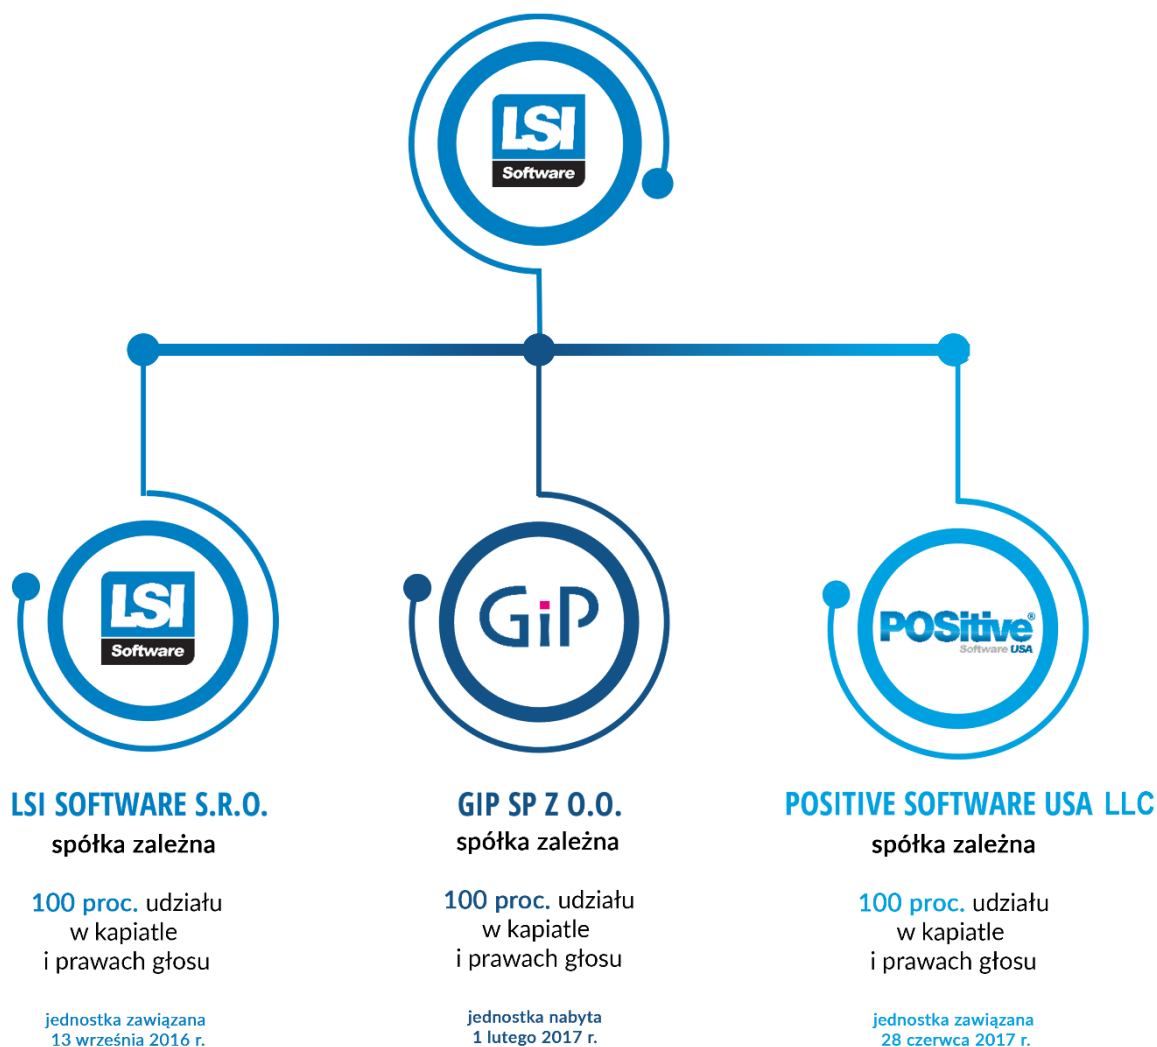 LSI
Software
LSI
Software
GiP
POSitive®
Software USA
LSI SOFTWARE S.R.O.
spółka zależna
100 proc. udziału
w kapiatle
i prawach głosu
jednostka zawiązana
13 września 2016 r.
GIP SP Z O.O.
spółka zależna
100 proc. udziału
w kapiatle
i prawach głosu
jednostka nabyta
1 lutego 2017 r.
POSITIVE SOFTWARE USA LLC
spółka zależna
100 proc. udziału
w kapiatle
i prawach głosu
jednostka zawiązana
28 czerwca 2017 r.